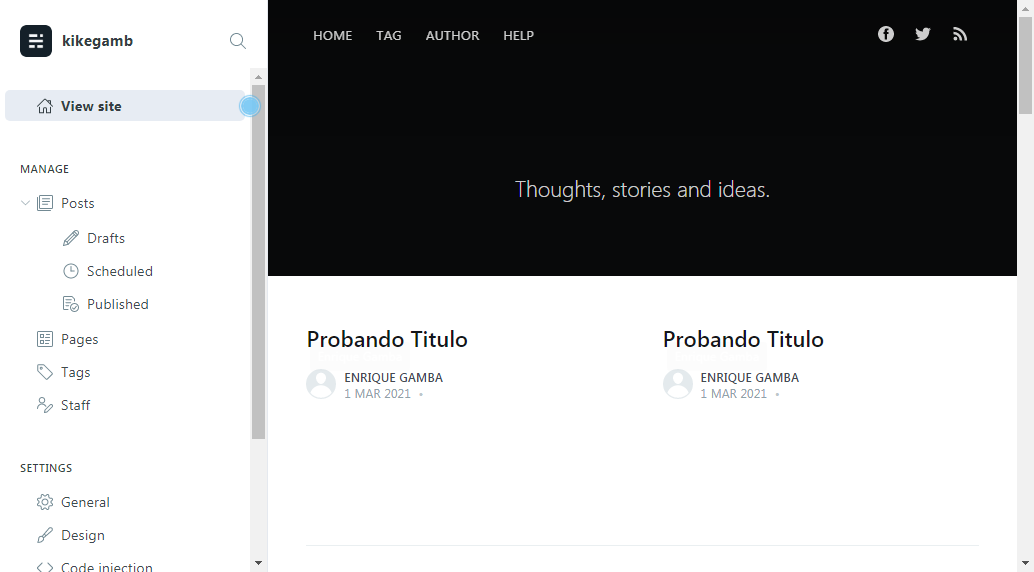 kikegamb
View site
MANAGE
Posts
Drafts
Scheduled
Published
Pages
Tags
Staff
SETTINGS
General
Design
Code injection
HOME TAG AUTHOR HELP
Thoughts, stories and ideas.
Probando Titulo
ENRIQUE GAMBA
1 MAR 2021 •
Probando Titulo
ENRIQUE GAMBA
1 MAR 2021 •